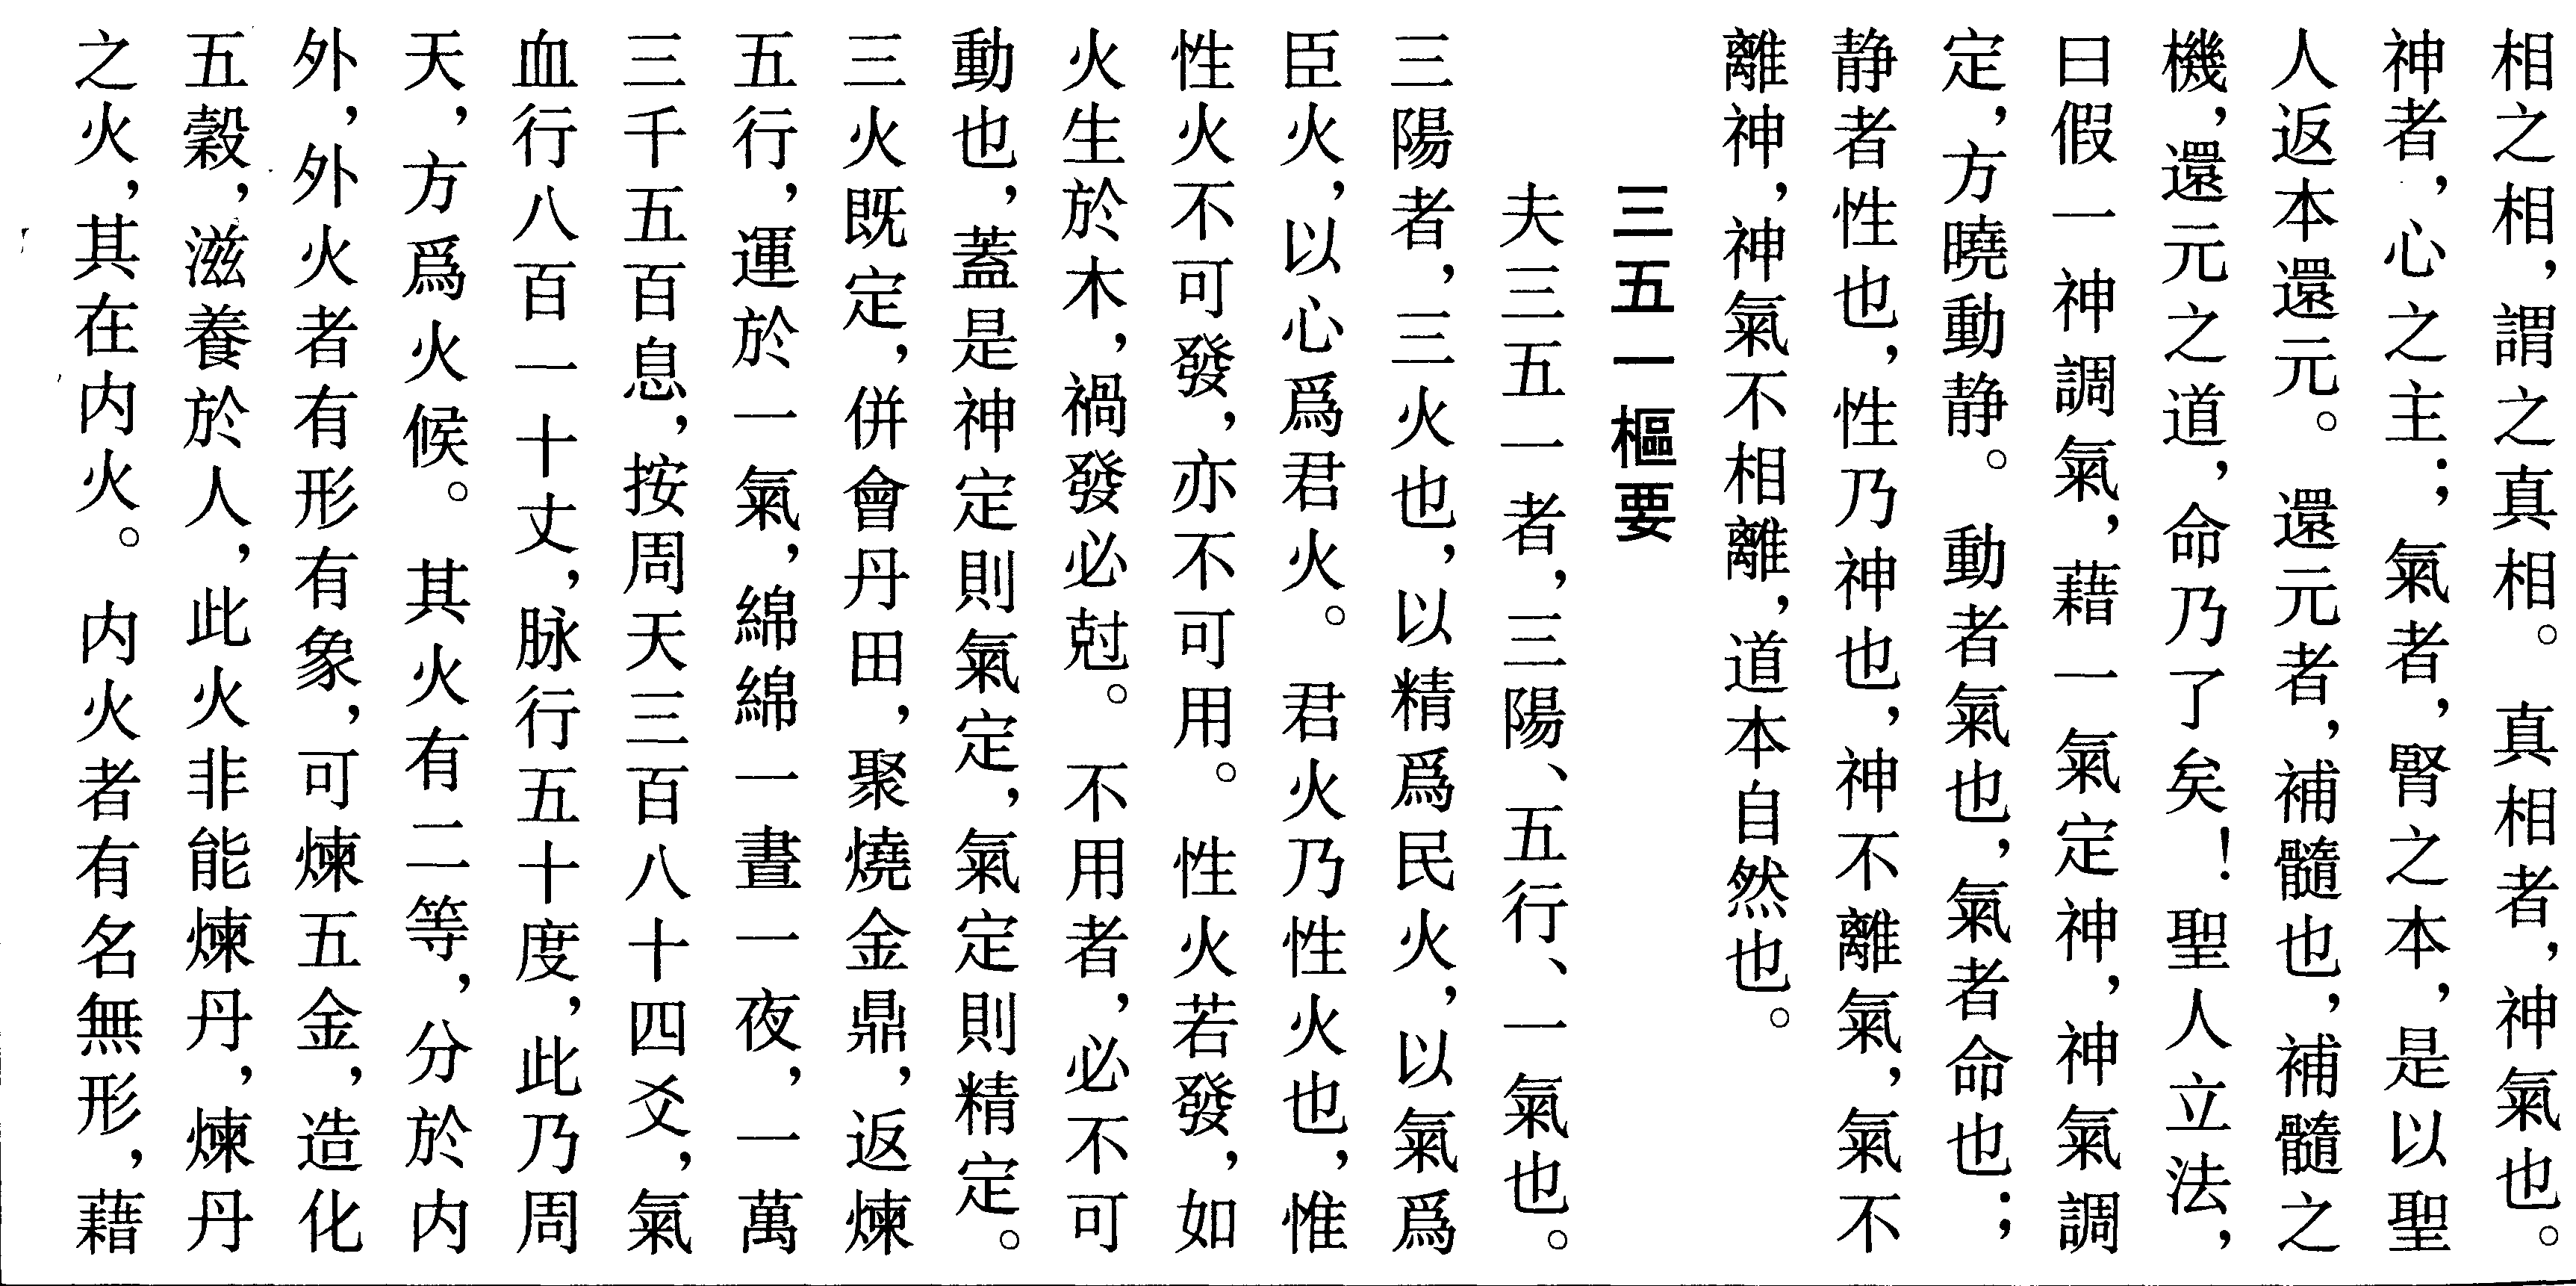 相之相，謂之真相。真相者，神氣也。
神者，心之主；氣者，腎之本，是以聖
人返本還元。還元者，補髓也，補髓之
機，還元之道，命乃了矣！聖人立法，
曰假一神調氣，藉一氣定神，神氣調
定，方曉動静。動者氣也，氣者命也；
静者性也，性乃神也，神不離氣，氣不
離神，神氣不相離，道本自然也。
三五一樞要
夫三五一者，三陽、五行、一氣也。
三陽者，三火也，以精爲民火，以氣爲
臣火，以心爲君火。君火乃性火也，惟
性火不可發，亦不可用。性火若發，如
火生於木，禍發必尅。不用者，必不可
動也，蓋是神定則氣定，氣定則精定。
三火既定，併會丹田，聚燒金鼎，返煉
五行，運於一氣，綿綿一晝一夜，一萬
三千五百息，按周天三百八十四爻，氣
血行八百一十丈，脉行五十度，此乃周
天，方爲火候。其火有二等，分於内
外，外火者有形有象，可煉五金，造化
五穀，滋養於人，此火非能煉丹，煉丹
之火，其在内火。内火者有名無形，藉